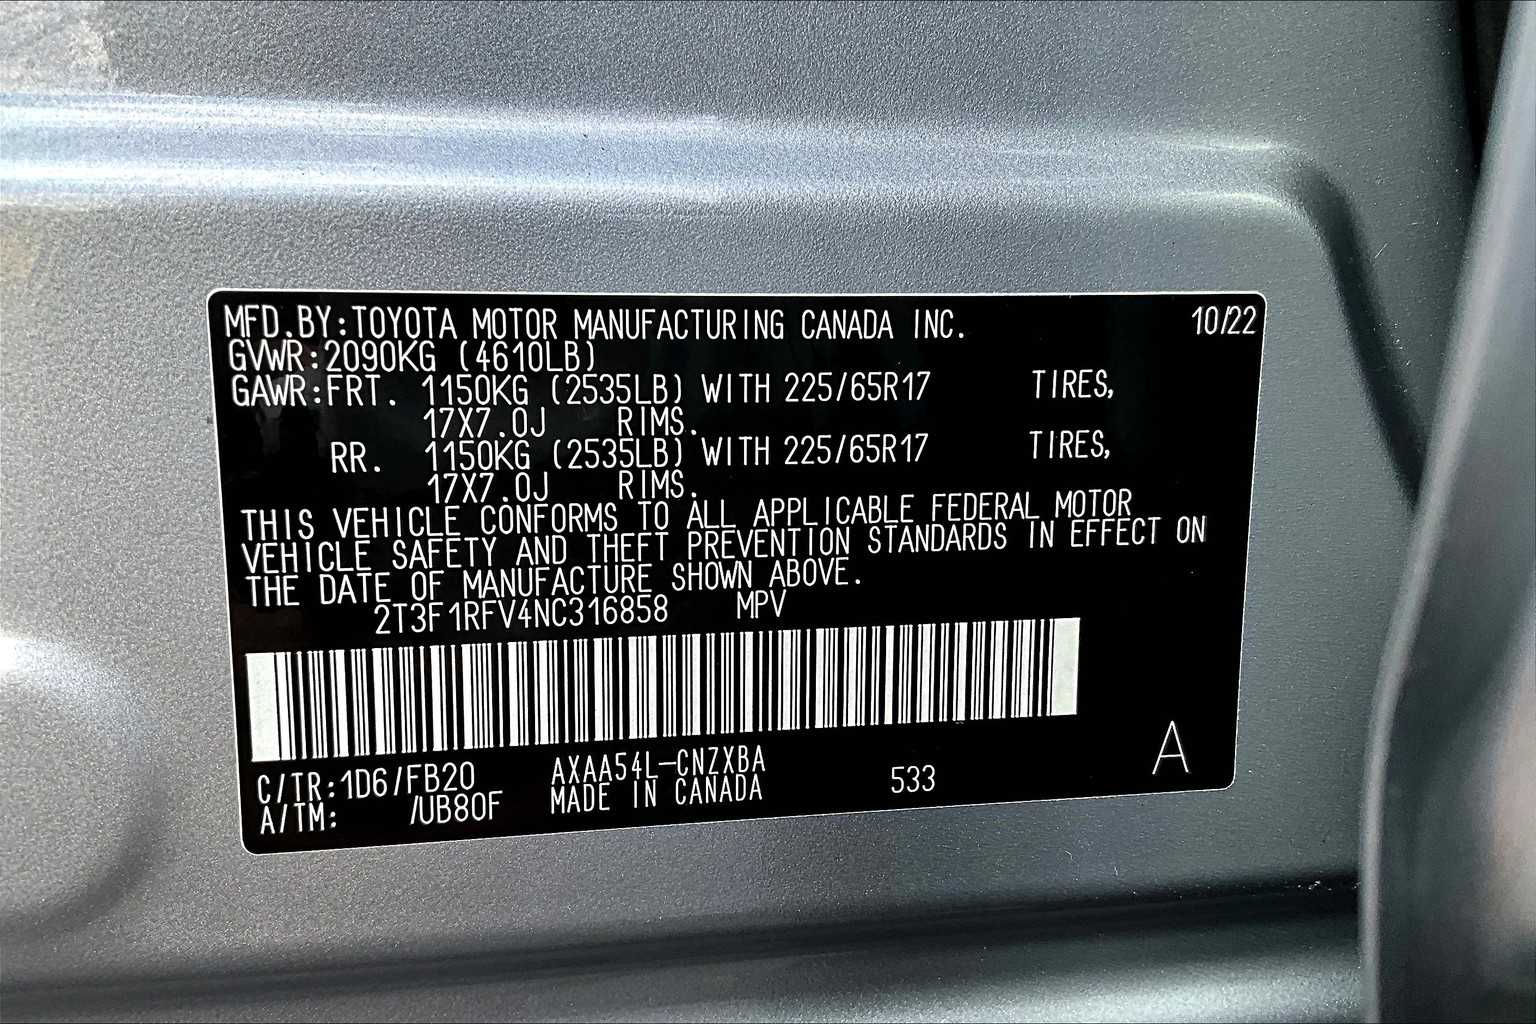 MFD.BY:TOYOTA MOTOR MANUFACTURING CANADA INC. 10/22
GVWR:2090KG (4610LB)
GAWR:FRT. 1150KG (2535LB) WITH 225/65R17 TIRES,
17X7.0J RIMS.
RR. 1150KG (2535LB) WITH 225/65R17 TIRES,
17X7.0J RIMS.
THIS VEHICLE CONFORMS TO ALL APPLICABLE FEDERAL MOTOR
VEHICLE SAFETY AND THEFT PREVENTION STANDARDS IN EFFECT ON
THE DATE OF MANUFACTURE SHOWN ABOVE.
2T3F1RFV4NC316858 MPV
C/TR:1D6/FB20 AXAA54L-CNZXBA 533 A
A/TM: /UB80F MADE IN CANADA